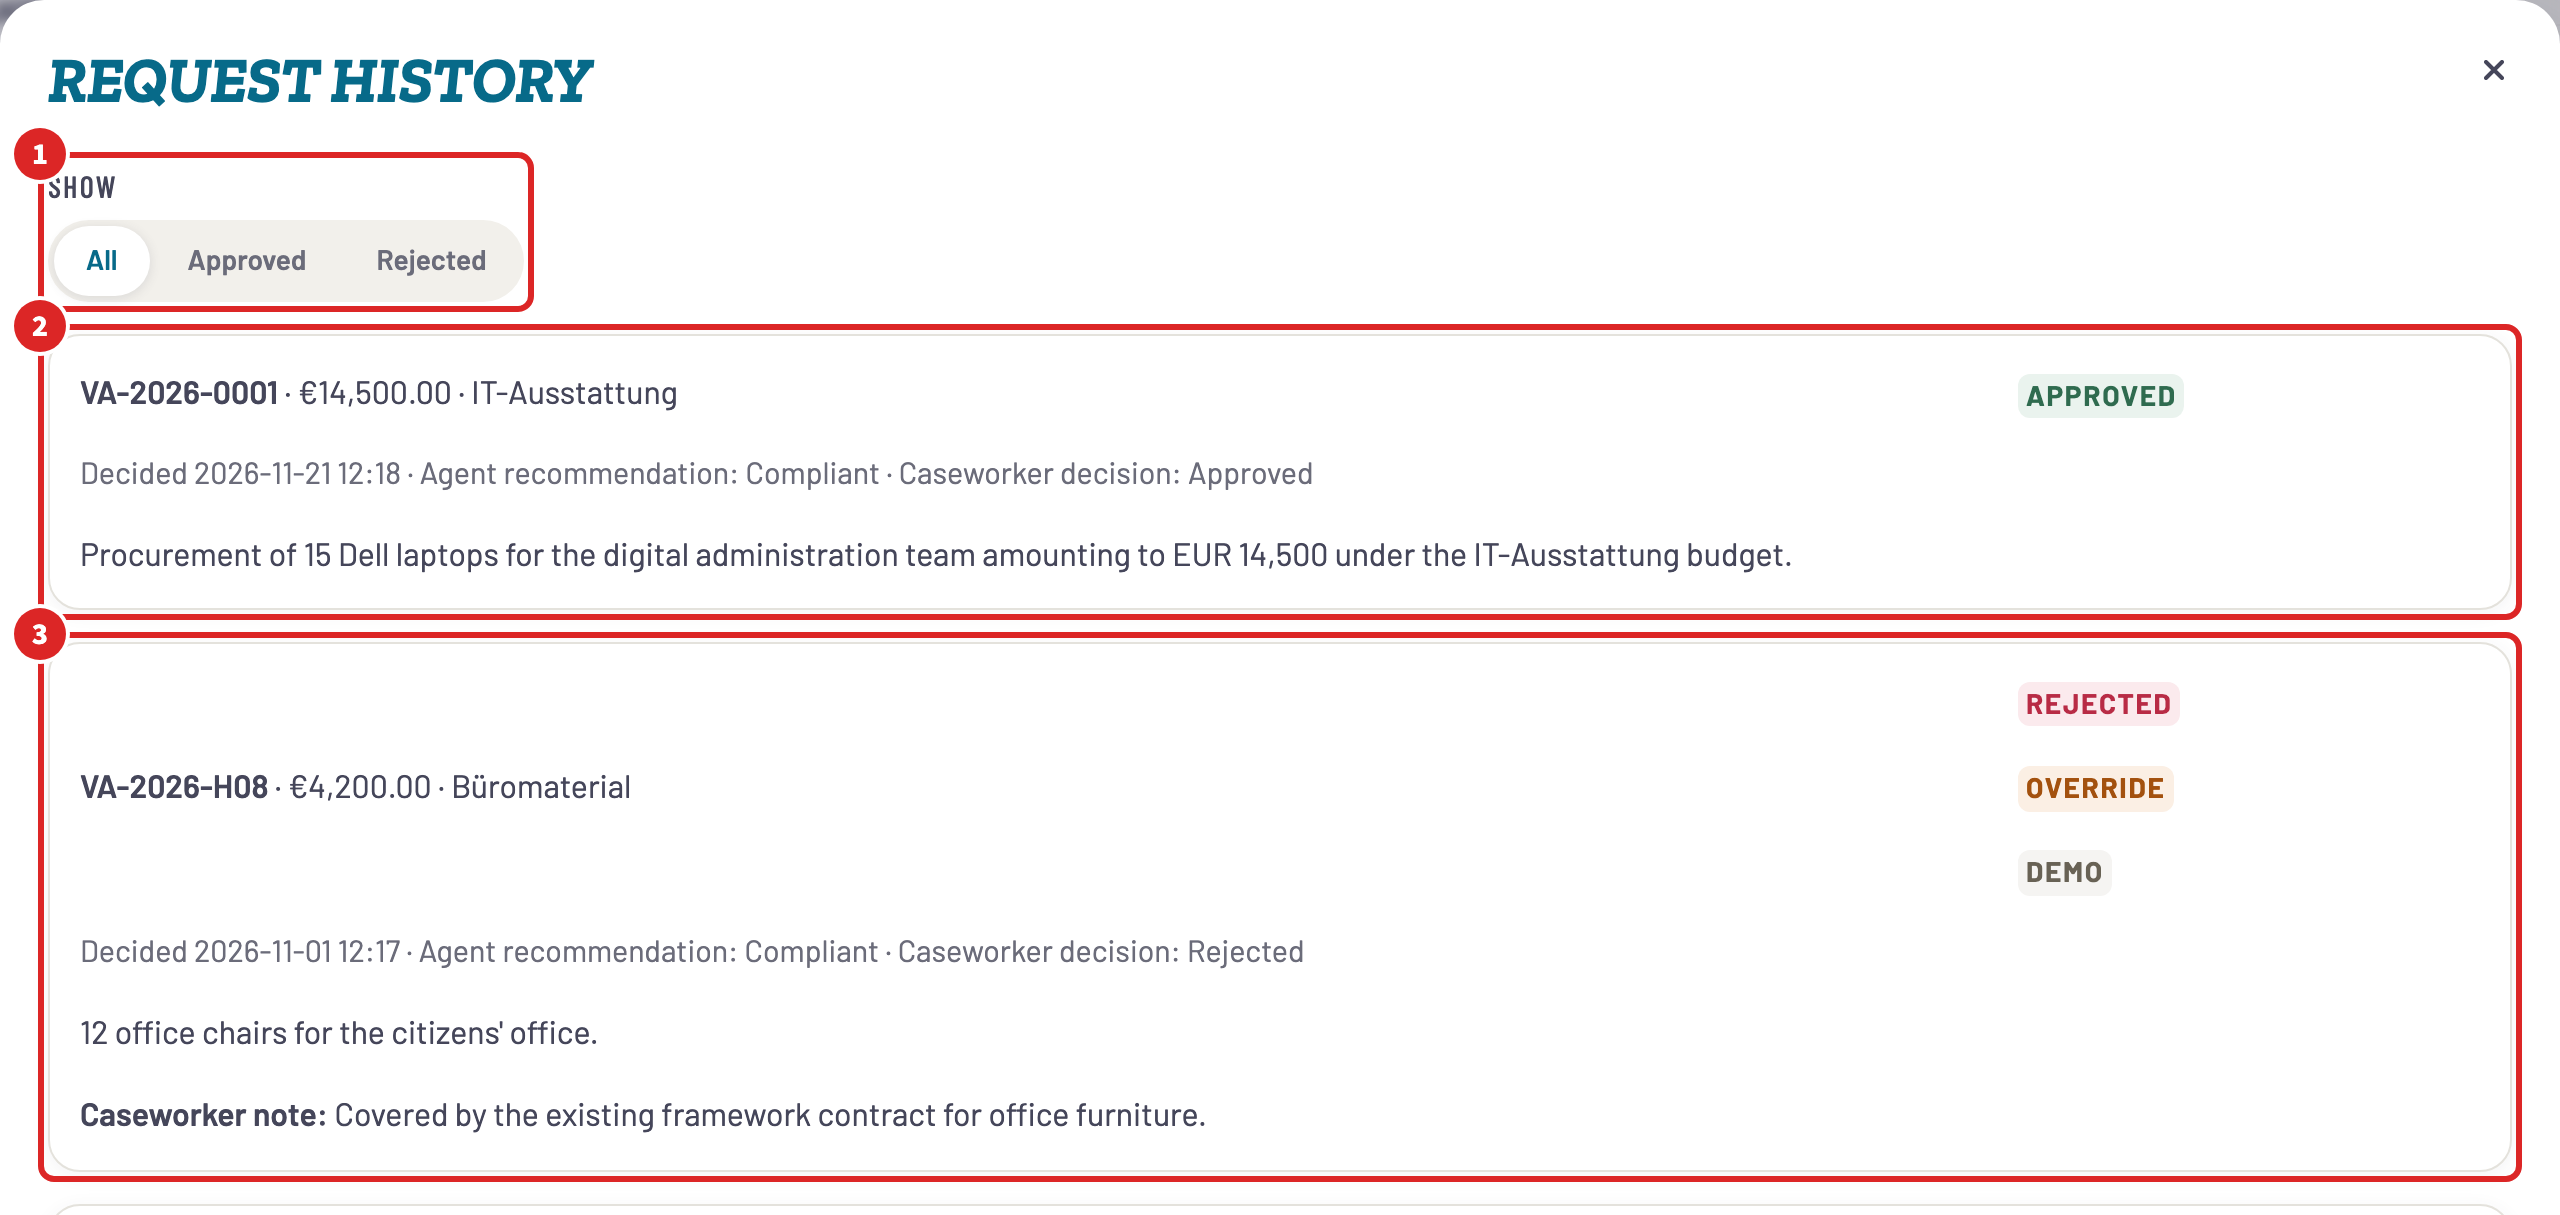 REQUEST HISTORY
1
SHOW
All Approved Rejected
2
VA-2026-0001 · €14,500.00 · IT-Ausstattung APPROVED
Decided 2026-11-21 12:18 · Agent recommendation: Compliant · Caseworker decision: Approved
Procurement of 15 Dell laptops for the digital administration team amounting to EUR 14,500 under the IT-Ausstattung budget.
3
REJECTED
VA-2026-H08 · €4,200.00 · Büromaterial OVERRIDE
DEMO
Decided 2026-11-01 12:17 · Agent recommendation: Compliant · Caseworker decision: Rejected
12 office chairs for the citizens' office.
Caseworker note: Covered by the existing framework contract for office furniture.